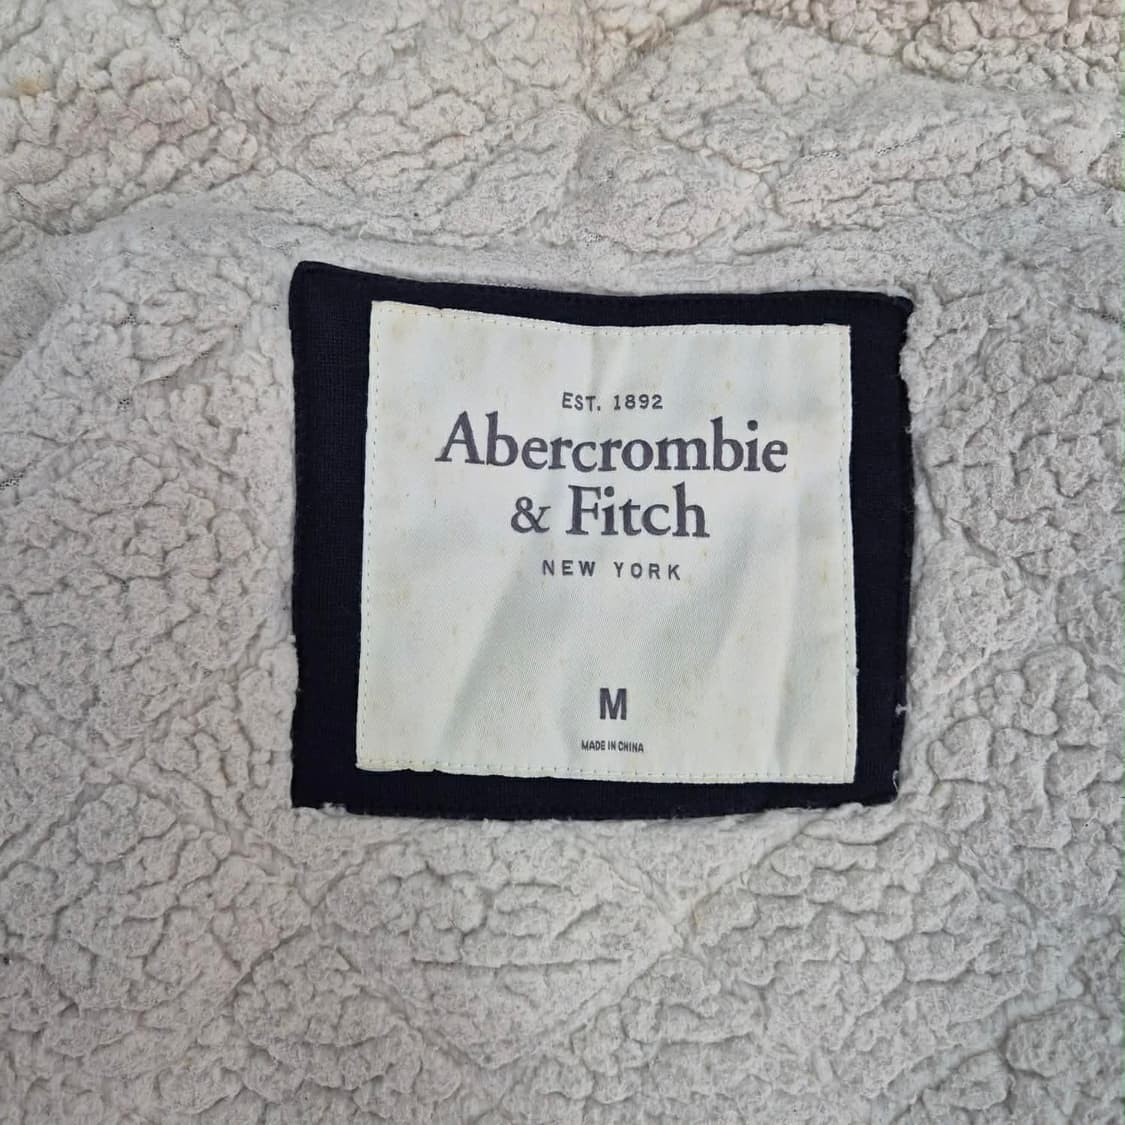 EST. 1892
Abercrombie
& Fitch
NEW YORK
M
MADE IN CHINA